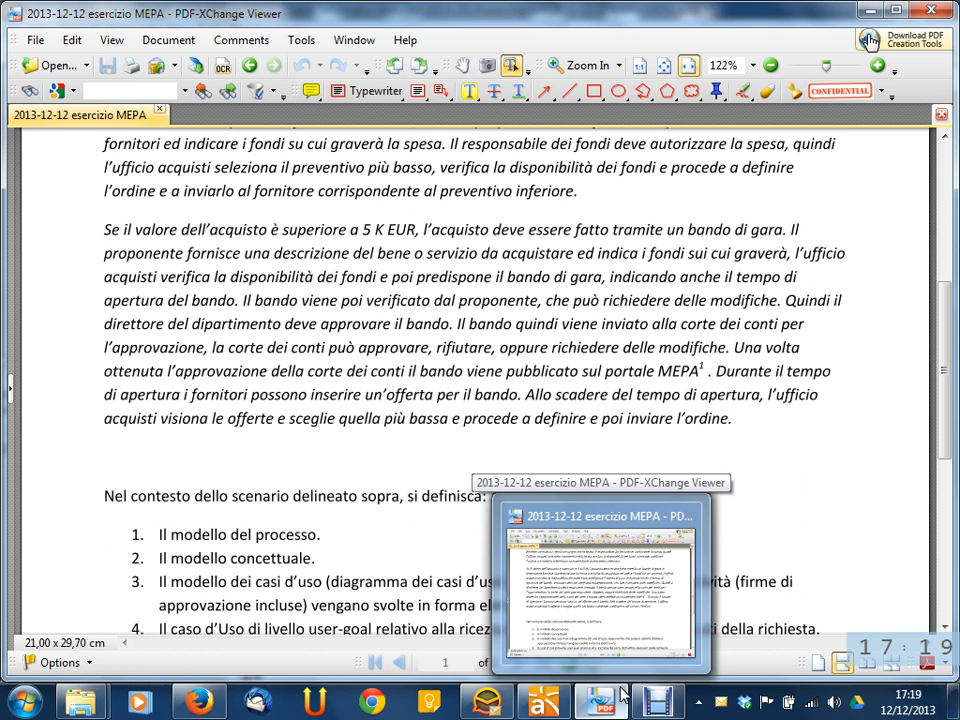 2013-12-12 esercizio MEPA - PDF-XChange Viewer
File Edit View Document Comments Tools Window Help
Download PDF
Creation Tools
Open... OCR Zoom In 122%
Typewriter CONFIDENTIAL
2013-12-12 esercizio MEPA
fornitori ed indicare i fondi su cui graverà la spesa. Il responsabile dei fondi deve autorizzare la spesa, quindi
l'ufficio acquisti seleziona il preventivo più basso, verifica la disponibilità dei fondi e procede a definire
l'ordine e a inviarlo al fornitore corrispondente al preventivo inferiore.
Se il valore dell'acquisto è superiore a 5 K EUR, l'acquisto deve essere fatto tramite un bando di gara. Il
proponente fornisce una descrizione del bene o servizio da acquistare ed indica i fondi sui cui graverà, l'ufficio
acquisti verifica la disponibilità dei fondi e poi predispone il bando di gara, indicando anche il tempo di
apertura del bando. Il bando viene poi verificato dal proponente, che può richiedere delle modifiche. Quindi il
direttore del dipartimento deve approvare il bando. Il bando quindi viene inviato alla corte dei conti per
l'approvazione, la corte dei conti può approvare, rifiutare, oppure richiedere delle modifiche. Una volta
ottenuta l'approvazione della corte dei conti il bando viene pubblicato sul portale MEPA¹ . Durante il tempo
di apertura i fornitori possono inserire un'offerta per il bando. Allo scadere del tempo di apertura, l'ufficio
acquisti visiona le offerte e sceglie quella più bassa e procede a definire e poi inviare l'ordine.
2013-12-12 esercizio MEPA - PDF-XChange Viewer
Nel contesto dello scenario delineato sopra, si definisca:
2013-12-12 esercizio MEPA - PD...
1. Il modello del processo.
2. Il modello concettuale.
3. Il modello dei casi d'uso (diagramma dei casi d'us vità (firme di
approvazione incluse) vengano svolte in forma el
4. Il caso d'Uso di livello user-goal relativo alla ricez ti della richiesta.
21,00 x 29,70 cm
17:19
Options 1 of
PDF
17:19
12/12/2013